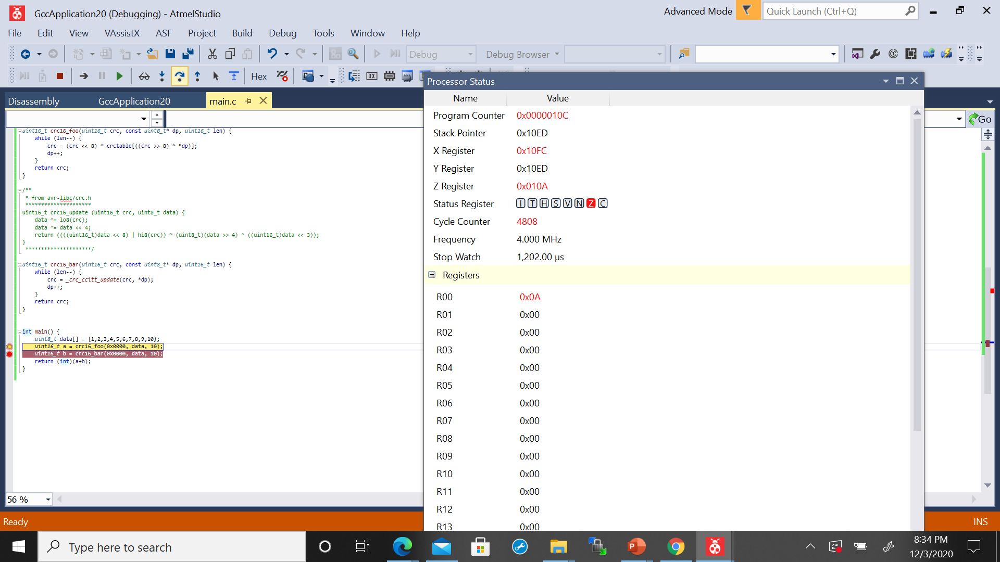 GccApplication20 (Debugging) - AtmelStudio
Advanced Mode
Quick Launch (Ctrl+Q)
File Edit View VAssistX ASF Project Build Debug Tools Window Help
Debug
Debug Browser
Hex
Disassembly GccApplication20 main.c
Go
uint16_t crc16_foo(uint16_t crc, const uint8_t* dp, uint16_t len) {
while (len--) {
crc = (crc << 8) ^ crctable[((crc >> 8) ^ *dp)];
dp++;
}
return crc;
}
/**
* from avr-libc/crc.h
*********************
uint16_t crc16_update (uint16_t crc, uint8_t data) {
data ^= lo8(crc);
data ^= data << 4;
return ((((uint16_t)data << 8) | hi8(crc)) ^ (uint8_t)(data >> 4) ^ ((uint16_t)data << 3));
}
*********************/
uint16_t crc16_bar(uint16_t crc, const uint8_t* dp, uint16_t len) {
while (len--) {
crc = _crc_ccitt_update(crc, *dp);
dp++;
}
return crc;
}
int main() {
uint8_t data[] = {1,2,3,4,5,6,7,8,9,10};
uint16_t a = crc16_foo(0x0000, data, 10);
uint16_t b = crc16_bar(0x0000, data, 10);
return (int)(a+b);
}
56 %
Processor Status
Name Value
Program Counter 0x0000010C
Stack Pointer 0x10ED
X Register 0x10FC
Y Register 0x10ED
Z Register 0x010A
Status Register I T H S V N Z C
Cycle Counter 4808
Frequency 4.000 MHz
Stop Watch 1,202.00 µs
Registers
R00 0x0A
R01 0x00
R02 0x00
R03 0x00
R04 0x00
R05 0x00
R06 0x00
R07 0x00
R08 0x00
R09 0x00
R10 0x00
R11 0x00
R12 0x00
R13 0x00
Ready
INS
Type here to search
8:34 PM
12/3/2020